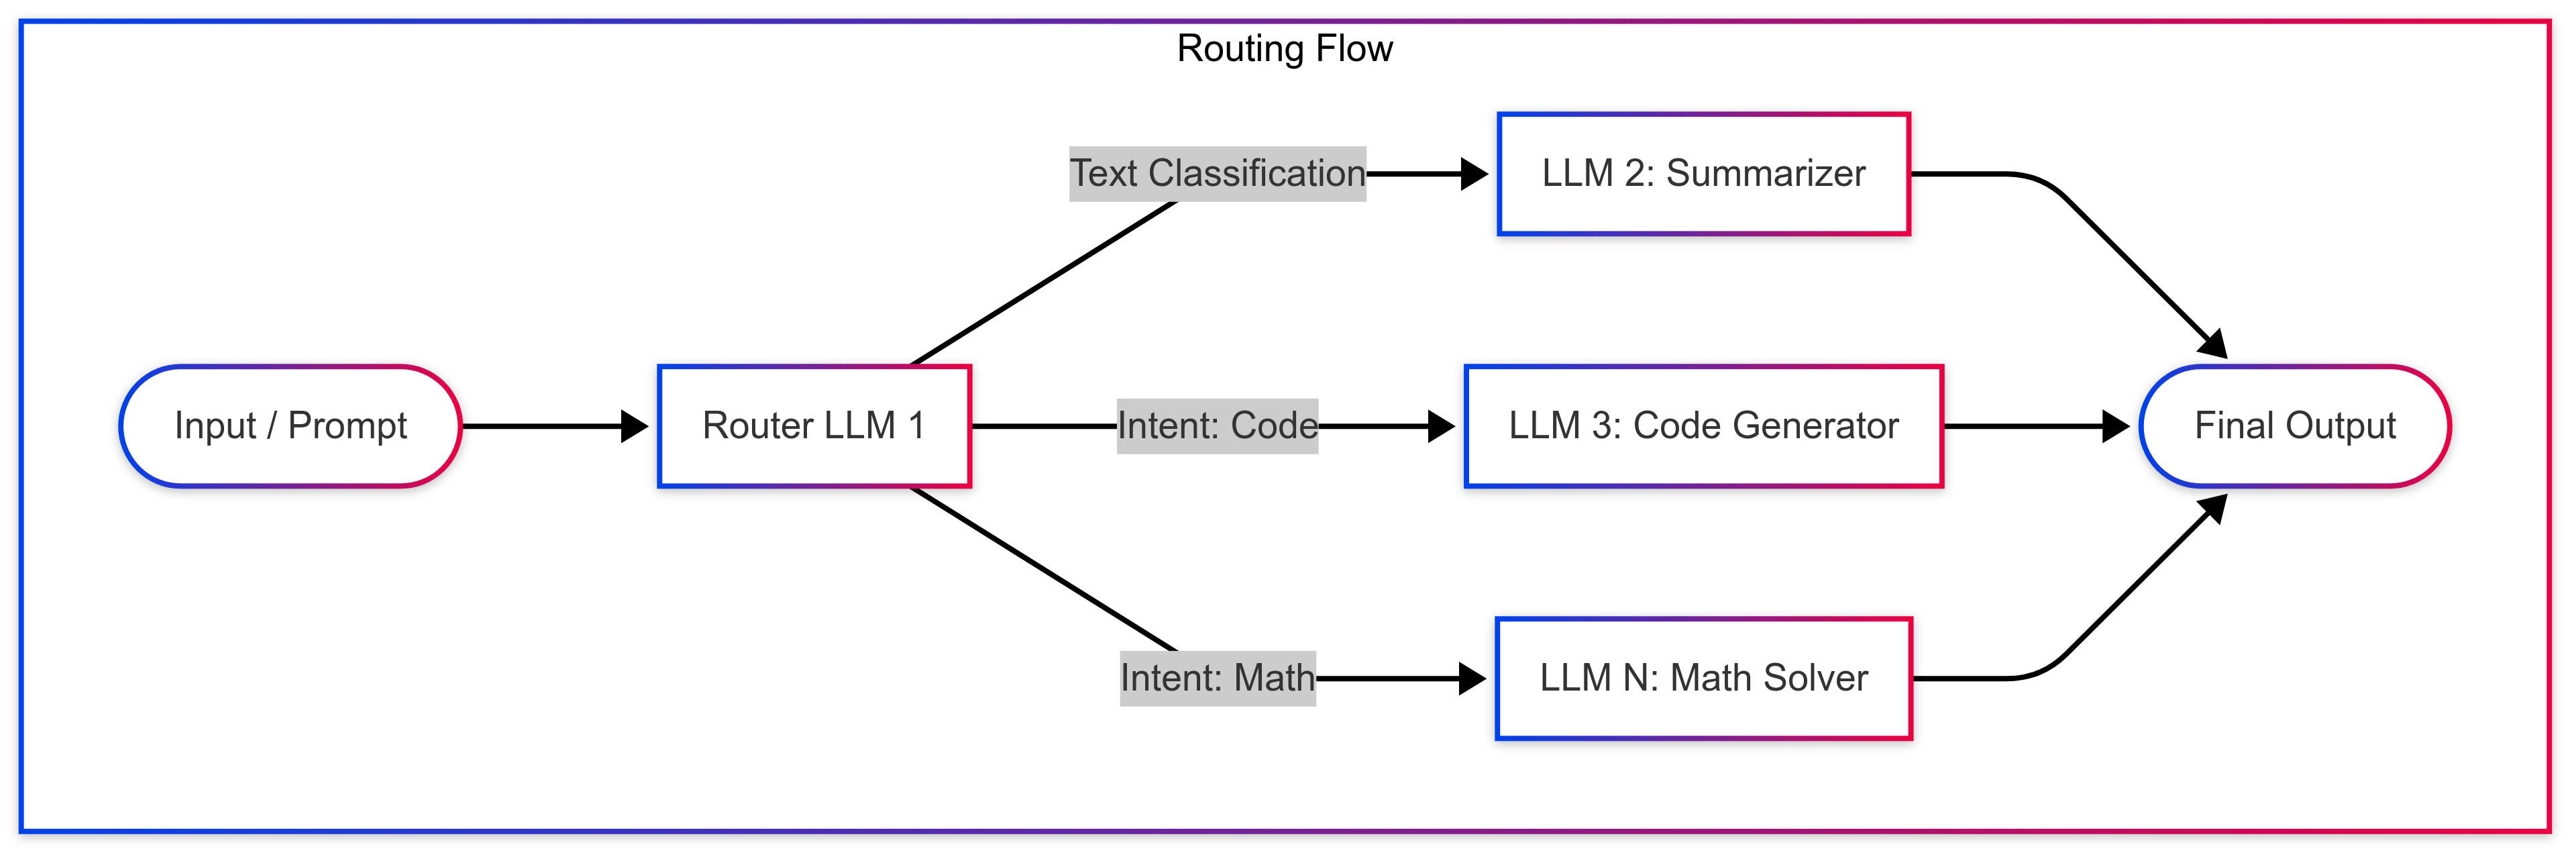 Routing Flow
Text Classification
LLM 2: Summarizer
Input / Prompt
Router LLM 1
Intent: Code
LLM 3: Code Generator
Final Output
Intent: Math
LLM N: Math Solver